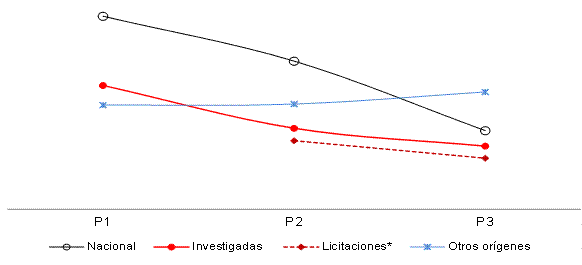 P1 P2 P3
Nacional Investigadas Licitaciones* Otros orígenes